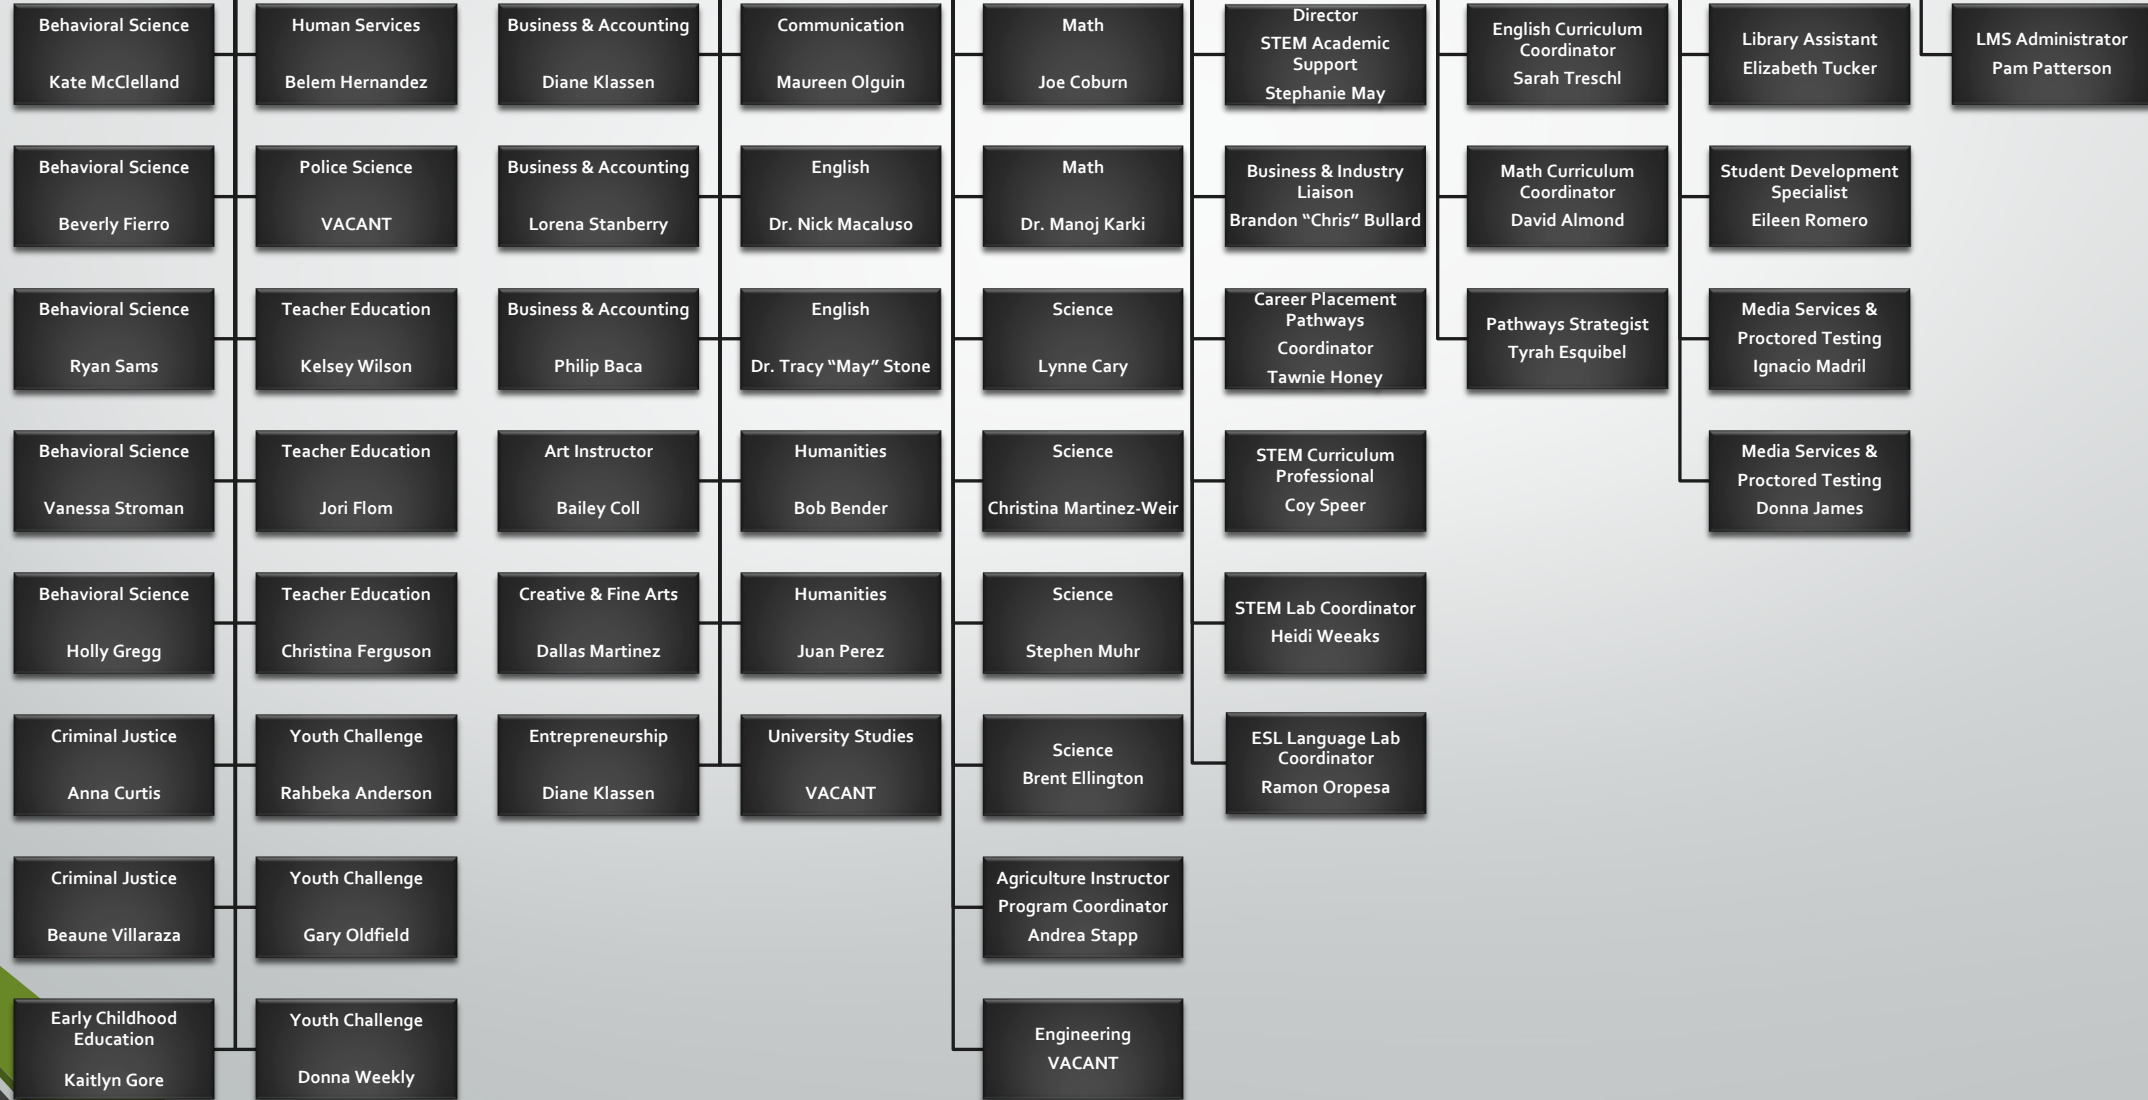 Behavioral Science
Kate McClelland
Human Services
Belem Hernandez
Business & Accounting
Diane Klassen
Communication
Maureen Olguin
Math
Joe Coburn
Director
STEM Academic
Support
Stephanie May
English Curriculum
Coordinator
Sarah Treschl
Library Assistant
Elizabeth Tucker
LMS Administrator
Pam Patterson
Behavioral Science
Beverly Fierro
Police Science
VACANT
Business & Accounting
Lorena Stanberry
English
Dr. Nick Macaluso
Math
Dr. Manoj Karki
Business & Industry
Liaison
Brandon “Chris” Bullard
Math Curriculum
Coordinator
David Almond
Student Development
Specialist
Eileen Romero
Behavioral Science
Ryan Sams
Teacher Education
Kelsey Wilson
Business & Accounting
Philip Baca
English
Dr. Tracy “May” Stone
Science
Lynne Cary
Career Placement
Pathways
Coordinator
Tawnie Honey
Pathways Strategist
Tyrah Esquibel
Media Services &
Proctored Testing
Ignacio Madril
Behavioral Science
Vanessa Stroman
Teacher Education
Jori Flom
Art Instructor
Bailey Coll
Humanities
Bob Bender
Science
Christina Martinez-Weir
STEM Curriculum
Professional
Coy Speer
Media Services &
Proctored Testing
Donna James
Behavioral Science
Holly Gregg
Teacher Education
Christina Ferguson
Creative & Fine Arts
Dallas Martinez
Humanities
Juan Perez
Science
Stephen Muhr
STEM Lab Coordinator
Heidi Weeaks
Criminal Justice
Anna Curtis
Youth Challenge
Rahbeka Anderson
Entrepreneurship
Diane Klassen
University Studies
VACANT
Science
Brent Ellington
ESL Language Lab
Coordinator
Ramon Oropesa
Criminal Justice
Beaune Villaraza
Youth Challenge
Gary Oldfield
Agriculture Instructor
Program Coordinator
Andrea Stapp
Early Childhood
Education
Kaitlyn Gore
Youth Challenge
Donna Weekly
Engineering
VACANT